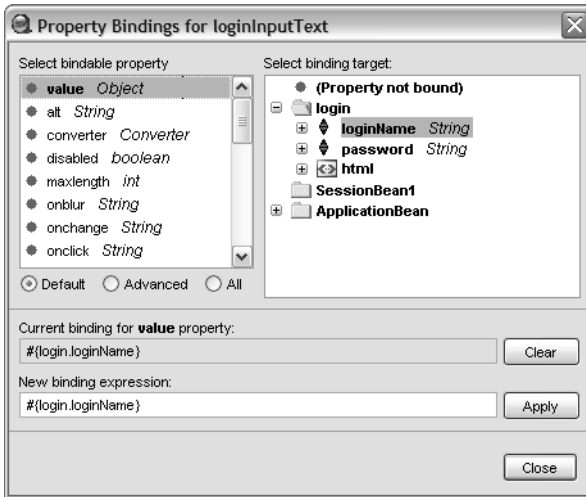 Property Bindings for loginInputText
Select bindable property
value Object
alt String
converter Converter
disabled boolean
maxlength int
onblur String
onchange String
onclick String
Default Advanced All
Select binding target:
(Property not bound)
login
loginName String
password String
html
SessionBean1
ApplicationBean
Current binding for value property:
#{login.loginName}
Clear
New binding expression:
#{login.loginName}
Apply
Close